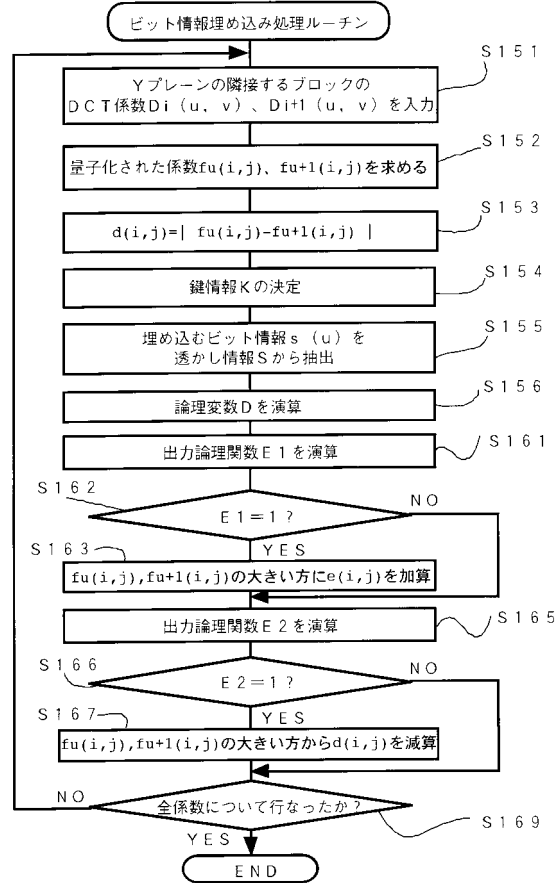 ビット情報埋め込み処理ルーチン
S151
Yプレーンの隣接するブロックの
DCT係数Di(u, v)、Di+1(u, v)を入力
S152
量子化された係数fu(i,j)、fu+1(i,j)を求める
S153
d(i,j)=| fu(i,j)-fu+1(i,j) |
S154
鍵情報Kの決定
S155
埋め込むビット情報s(u)を
透かし情報Sから抽出
S156
論理変数Dを演算
S161
出力論理関数E1を演算
S162
E1=1?
NO
YES
S163
fu(i,j),fu+1(i,j)の大きい方にe(i,j)を加算
S165
出力論理関数E2を演算
S166
E2=1?
NO
YES
S167
fu(i,j),fu+1(i,j)の大きい方からd(i,j)を減算
NO
全係数について行なったか?
S169
YES
END